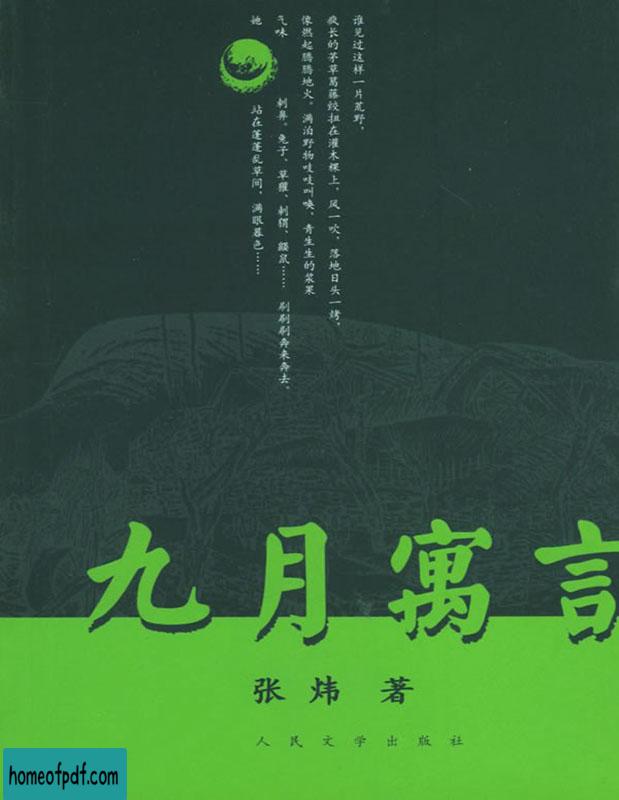 谁见过这样一片荒野，
疯长的茅草葛藤绞扭在灌木棵上，风一吹，落地日头一烤，
像燃起腾腾地火。满泊野物吱吱叫唤，青生生的浆果
气味刺鼻。兔子、草獾、刺猬、鼹鼠……刷刷刷奔来奔去。
她站在蓬蓬乱草间，满眼暮色……
九月寓言
张炜 著
人民文学出版社
homeofpdf.com